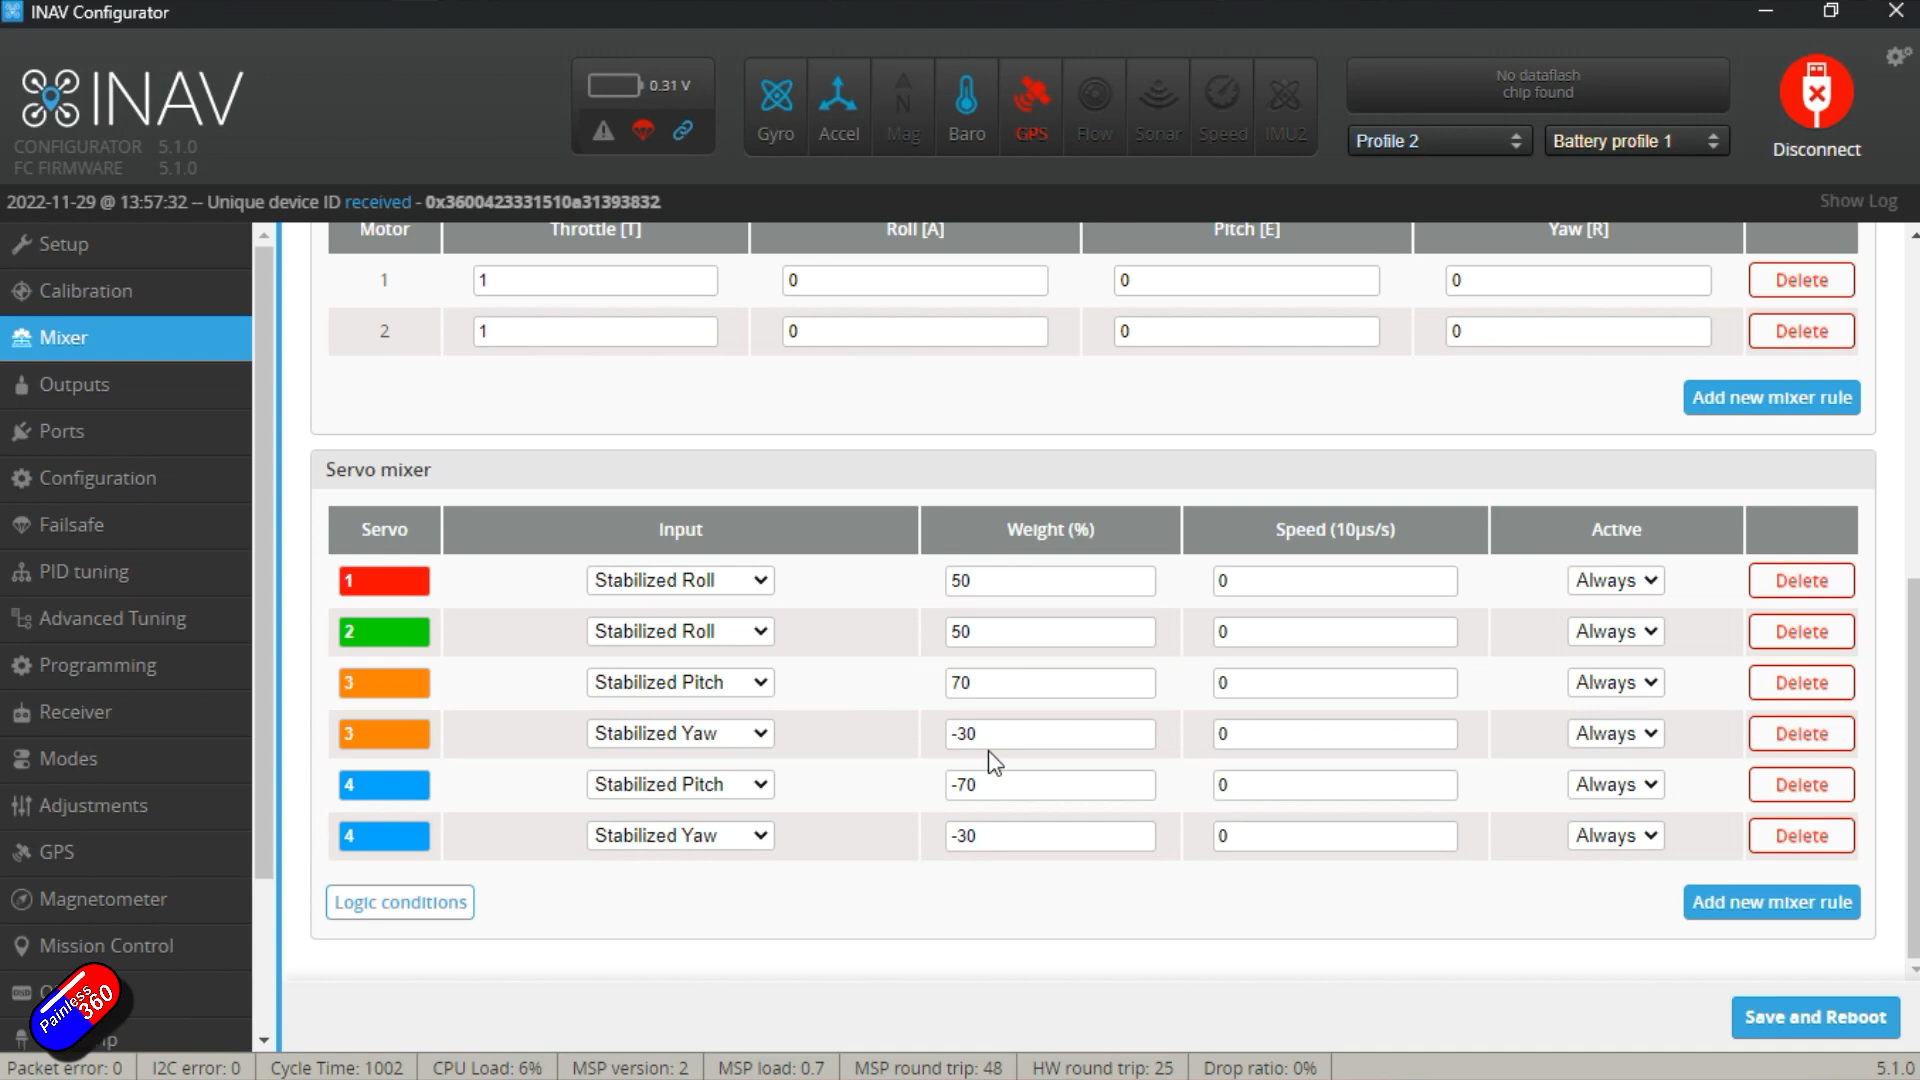 INAV Configurator
INAV
CONFIGURATOR 5.1.0
FC FIRMWARE 5.1.0
0.31 V
Gyro Accel Mag Baro GPS Flow Sonar Speed IMU2
No dataflash
chip found
Profile 2 Battery profile 1
Disconnect
2022-11-29 @ 13:57:32 -- Unique device ID received - 0x3600423331510a31393832
Show Log
Setup
Calibration
Mixer
Outputs
Ports
Configuration
Failsafe
PID tuning
Advanced Tuning
Programming
Receiver
Modes
Adjustments
GPS
Magnetometer
Mission Control
Painless
360
Motor Throttle [T] Roll [A] Pitch [E] Yaw [R]
1 1 0 0 0 Delete
2 1 0 0 0 Delete
Add new mixer rule
Servo mixer
Servo Input Weight (%) Speed (10µs/s) Active
1 Stabilized Roll 50 0 Always Delete
2 Stabilized Roll 50 0 Always Delete
3 Stabilized Pitch 70 0 Always Delete
3 Stabilized Yaw -30 0 Always Delete
4 Stabilized Pitch -70 0 Always Delete
4 Stabilized Yaw -30 0 Always Delete
Logic conditions
Add new mixer rule
Save and Reboot
Packet error: 0 I2C error: 0 Cycle Time: 1002 CPU Load: 6% MSP version: 2 MSP load: 0.7 MSP round trip: 48 HW round trip: 25 Drop ratio: 0% 5.1.0